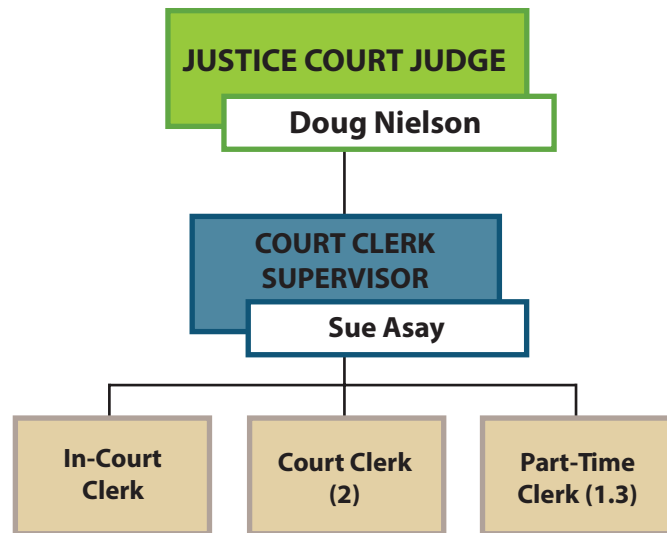 JUSTICE COURT JUDGE
Doug Nielson
COURT CLERK
SUPERVISOR
Sue Asay
In-Court
Clerk
Court Clerk
(2)
Part-Time
Clerk (1.3)